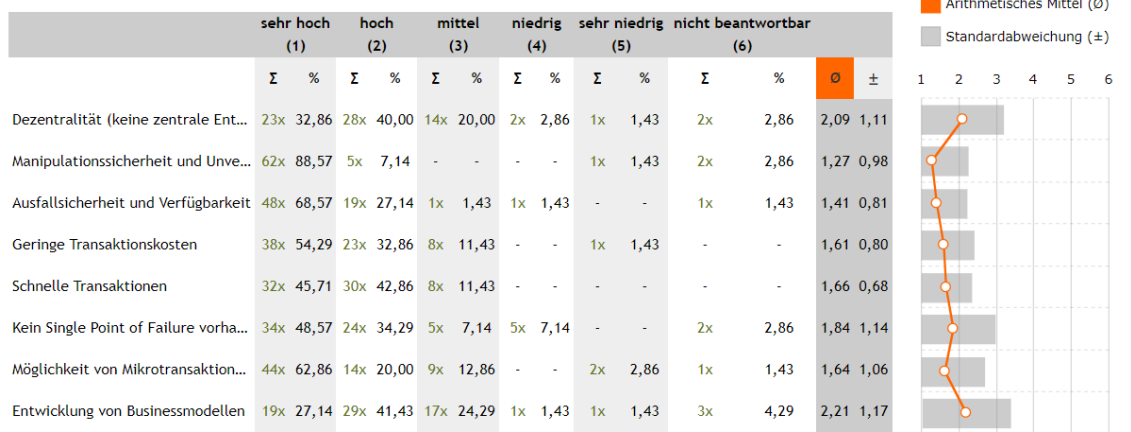 Arithmetisches Mittel (Ø)
Standardabweichung (±)
sehr hoch hoch mittel niedrig sehr niedrig nicht beantwortbar
(1) (2) (3) (4) (5) (6)
Σ % Σ % Σ % Σ % Σ % Σ % Ø ± 1 2 3 4 5 6
Dezentralität (keine zentrale Ent... 23x 32,86 28x 40,00 14x 20,00 2x 2,86 1x 1,43 2x 2,86 2,09 1,11
Manipulationssicherheit und Unve... 62x 88,57 5x 7,14 - - - - 1x 1,43 2x 2,86 1,27 0,98
Ausfallsicherheit und Verfügbarkeit 48x 68,57 19x 27,14 1x 1,43 1x 1,43 - - 1x 1,43 1,41 0,81
Geringe Transaktionskosten 38x 54,29 23x 32,86 8x 11,43 - - 1x 1,43 - - 1,61 0,80
Schnelle Transaktionen 32x 45,71 30x 42,86 8x 11,43 - - - - - - 1,66 0,68
Kein Single Point of Failure vorha... 34x 48,57 24x 34,29 5x 7,14 5x 7,14 - - 2x 2,86 1,84 1,14
Möglichkeit von Mikrotransaktion... 44x 62,86 14x 20,00 9x 12,86 - - 2x 2,86 1x 1,43 1,64 1,06
Entwicklung von Businessmodellen 19x 27,14 29x 41,43 17x 24,29 1x 1,43 1x 1,43 3x 4,29 2,21 1,17